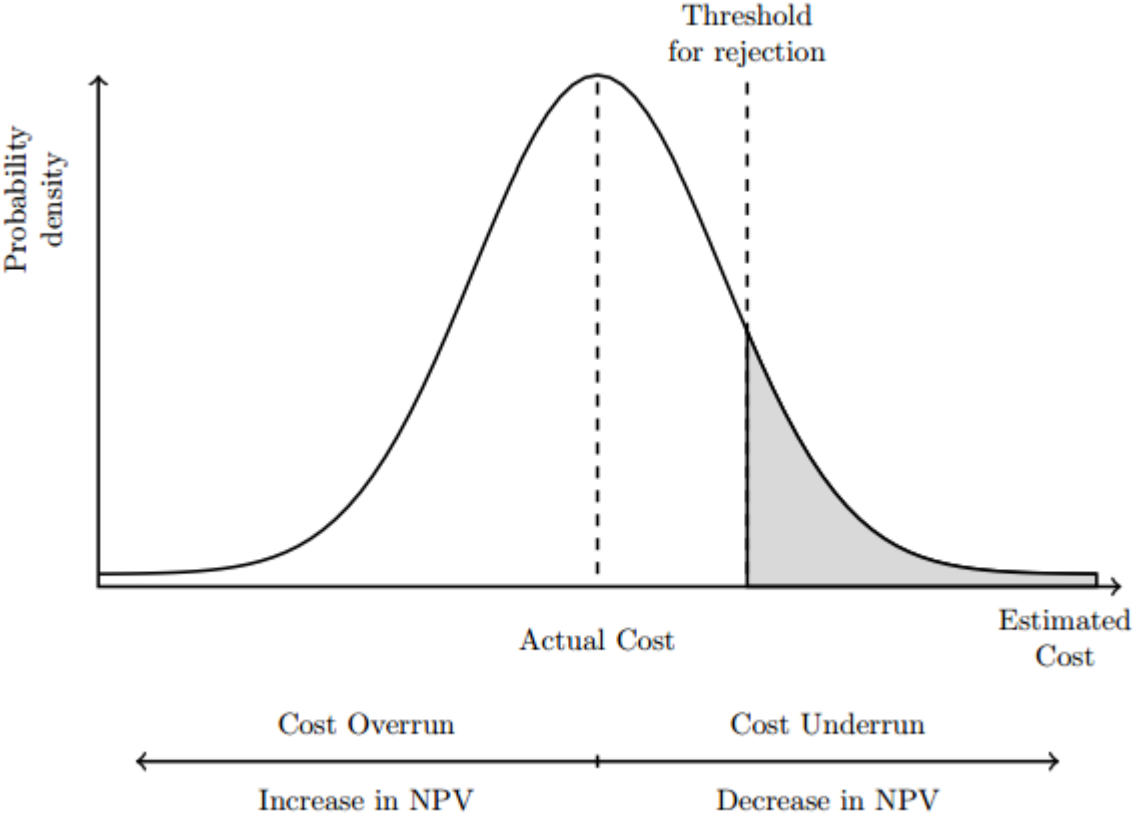 Threshold
for rejection
Probability
density
Actual Cost
Estimated
Cost
Cost Overrun
Cost Underrun
Increase in NPV
Decrease in NPV